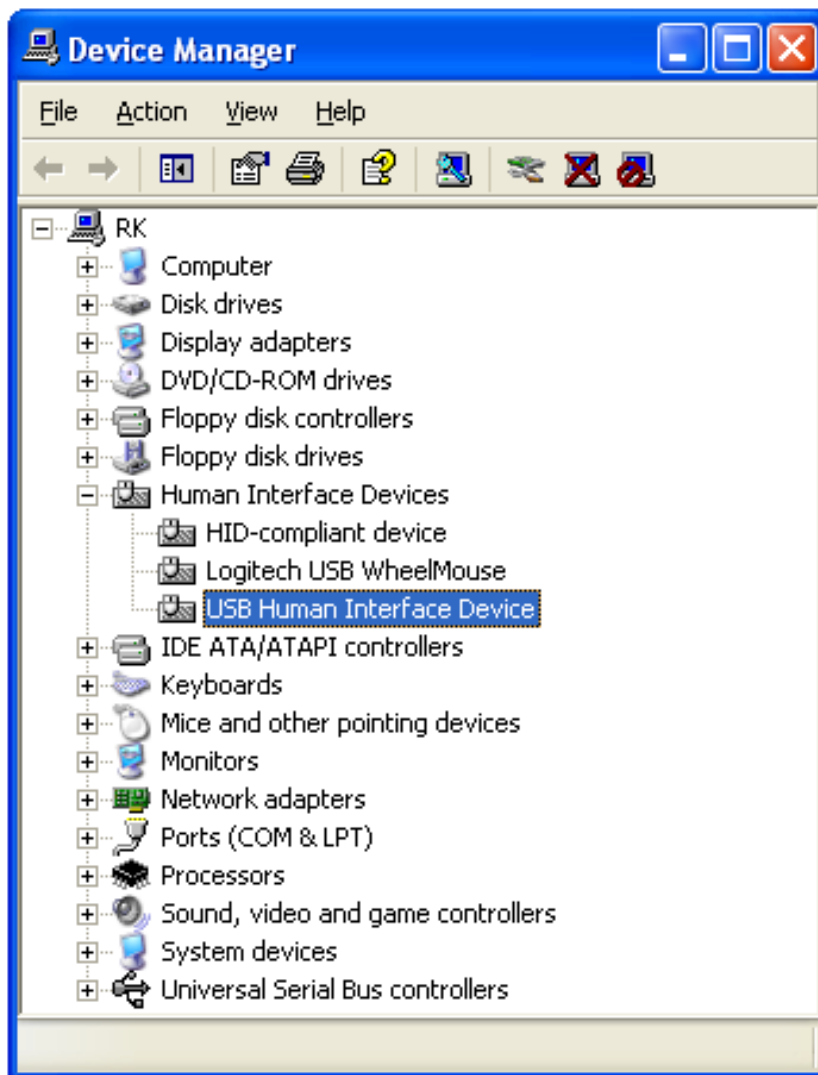 Device Manager
File Action View Help
RK
Computer
Disk drives
Display adapters
DVD/CD-ROM drives
Floppy disk controllers
Floppy disk drives
Human Interface Devices
HID-compliant device
Logitech USB WheelMouse
USB Human Interface Device
IDE ATA/ATAPI controllers
Keyboards
Mice and other pointing devices
Monitors
Network adapters
Ports (COM & LPT)
Processors
Sound, video and game controllers
System devices
Universal Serial Bus controllers